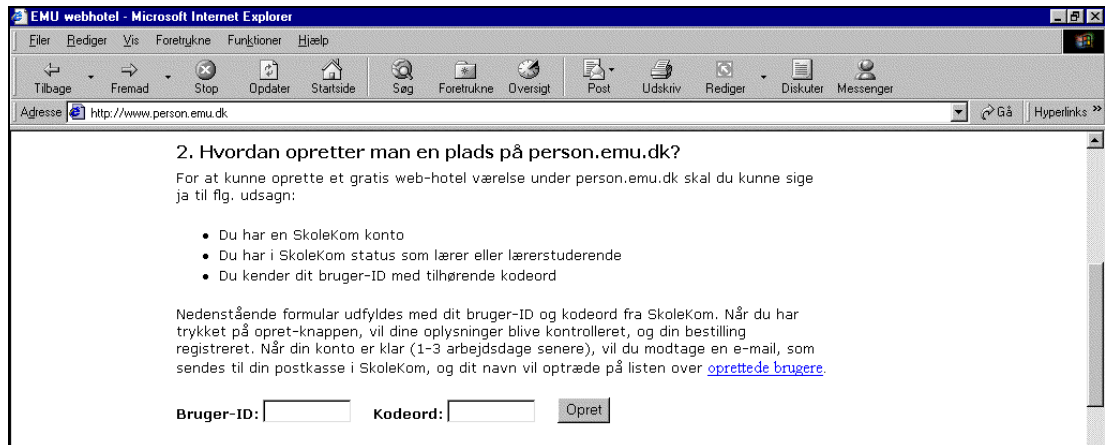 EMU webhotel - Microsoft Internet Explorer
Filer Rediger Vis Foretrukne Funktioner Hjælp
Tilbage Fremad Stop Opdater Startside Søg Foretrukne Oversigt Post Udskriv Rediger Diskuter Messenger
Adresse http://www.person.emu.dk Gå Hyperlinks »
2. Hvordan opretter man en plads på person.emu.dk?
For at kunne oprette et gratis web-hotel værelse under person.emu.dk skal du kunne sige
ja til flg. udsagn:
• Du har en SkoleKom konto
• Du har i SkoleKom status som lærer eller lærerstuderende
• Du kender dit bruger-ID med tilhørende kodeord
Nedenstående formular udfyldes med dit bruger-ID og kodeord fra SkoleKom. Når du har
trykket på opret-knappen, vil dine oplysninger blive kontrolleret, og din bestilling
registreret. Når din konto er klar (1-3 arbejdsdage senere), vil du modtage en e-mail, som
sendes til din postkasse i SkoleKom, og dit navn vil optræde på listen over oprettede brugere.
Bruger-ID: Kodeord: Opret